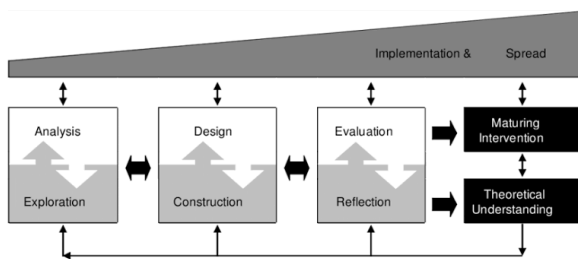 Implementation & Spread
Analysis
Exploration
Design
Construction
Evaluation
Reflection
Maturing
Intervention
Theoretical
Understanding